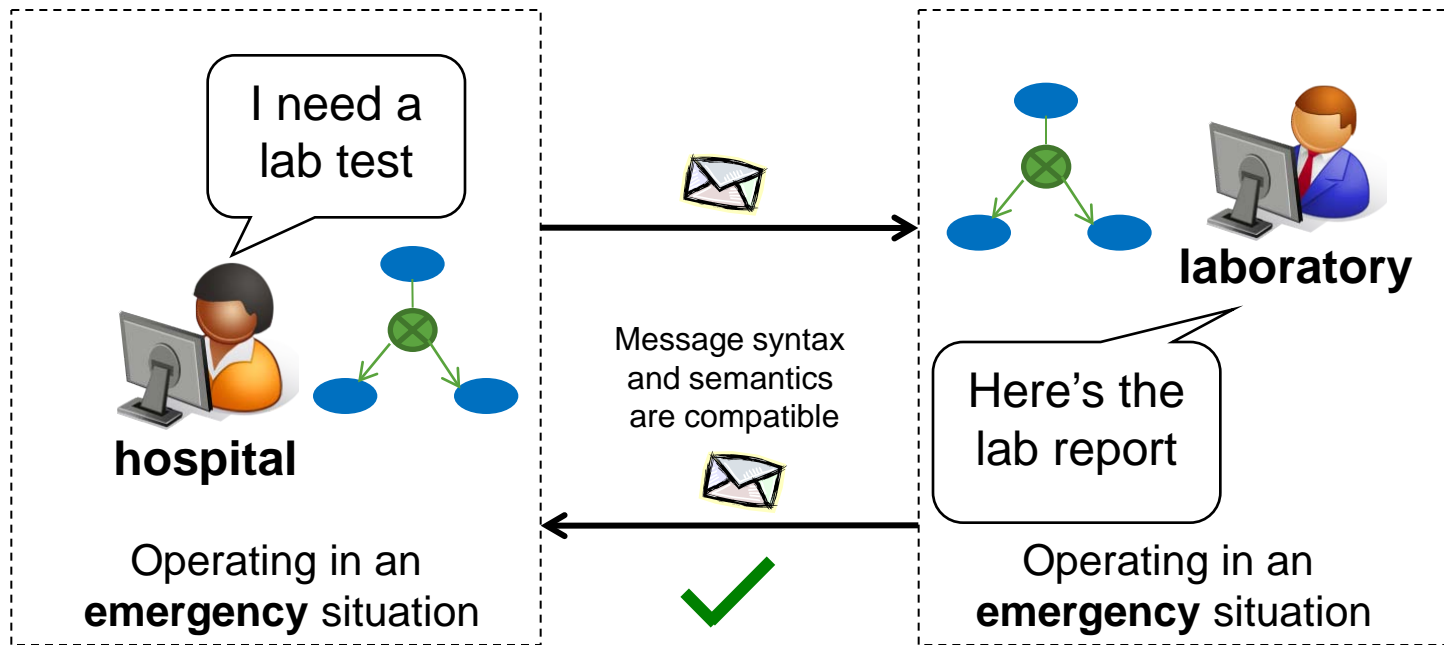 I need a
lab test
hospital
Operating in an
emergency situation
Message syntax
and semantics
are compatible
laboratory
Here’s the
lab report
Operating in an
emergency situation